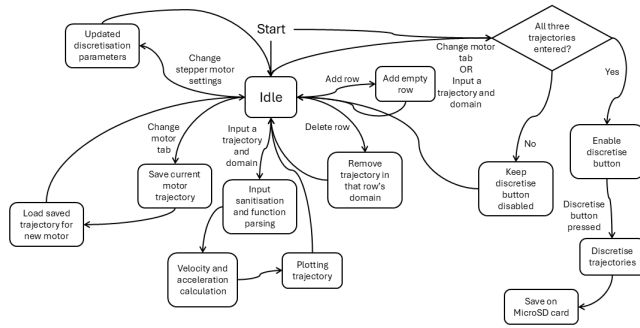 Start
Updated
discretisation
parameters
Change
stepper motor
settings
Idle
Add row
Add empty
row
Change motor
tab
OR
Input a
trajectory and
domain
All three
trajectories
entered?
Yes
No
Enable
discretise
button
Keep
discretise
button
disabled
Discretise
button
pressed
Discretise
trajectories
Save on
MicroSD card
Delete row
Remove
trajectory in
that row's
domain
Input a
trajectory
and
domain
Input
sanitisation
and function
parsing
Velocity and
acceleration
calculation
Plotting
trajectory
Change
motor
tab
Save current
motor
trajectory
Load saved
trajectory for
new motor